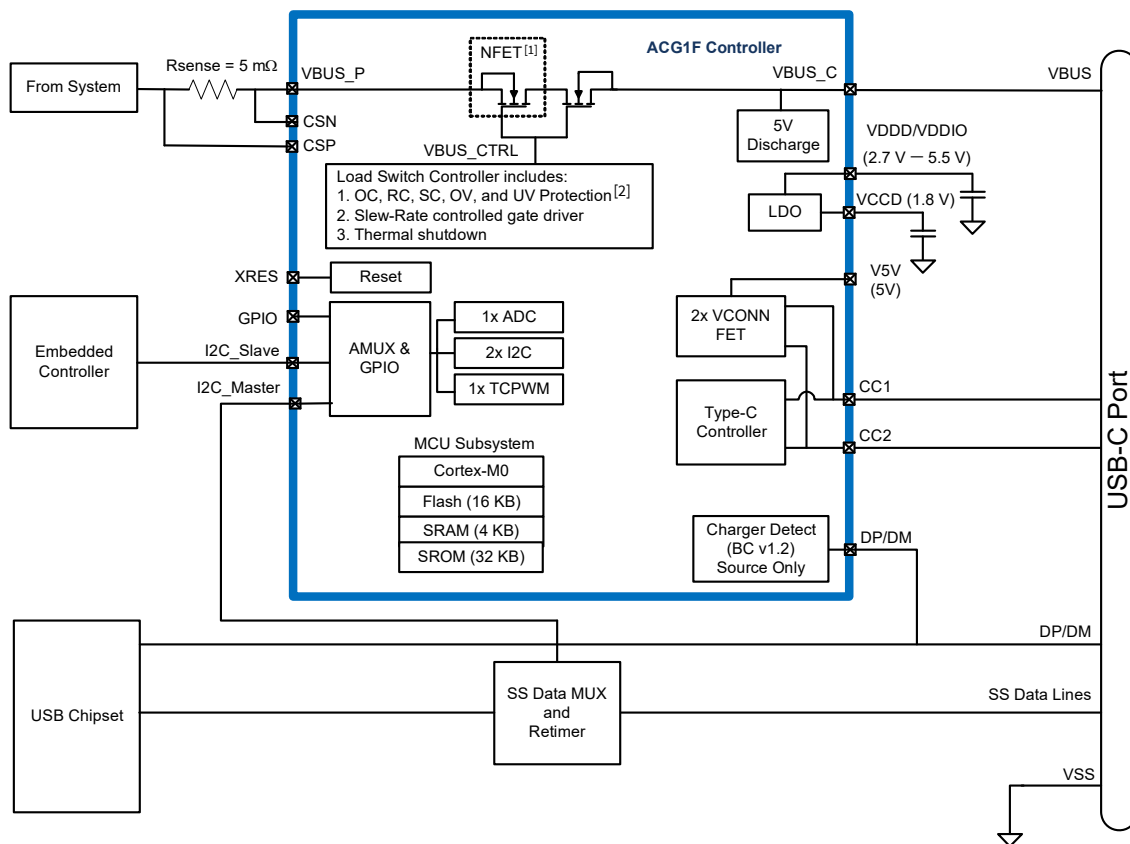 ACG1F Controller
NFET[1]
Rsense = 5 mΩ
VBUS_P
VBUS_C
VBUS
From System
CSN
CSP
5V
Discharge
VDDD/VDDIO
(2.7 V — 5.5 V)
VBUS_CTRL
Load Switch Controller includes:
1. OC, RC, SC, OV, and UV Protection[2]
2. Slew-Rate controlled gate driver
3. Thermal shutdown
LDO
VCCD (1.8 V)
XRES
Reset
V5V
(5V)
GPIO
AMUX &
GPIO
1x ADC
2x I2C
1x TCPWM
2x VCONN
FET
Embedded
Controller
I2C_Slave
I2C_Master
Type-C
Controller
CC1
CC2
MCU Subsystem
Cortex-M0
Flash (16 KB)
SRAM (4 KB)
SROM (32 KB)
Charger Detect
(BC v1.2)
Source Only
DP/DM
USB-C Port
DP/DM
USB Chipset
SS Data MUX
and
Retimer
SS Data Lines
VSS